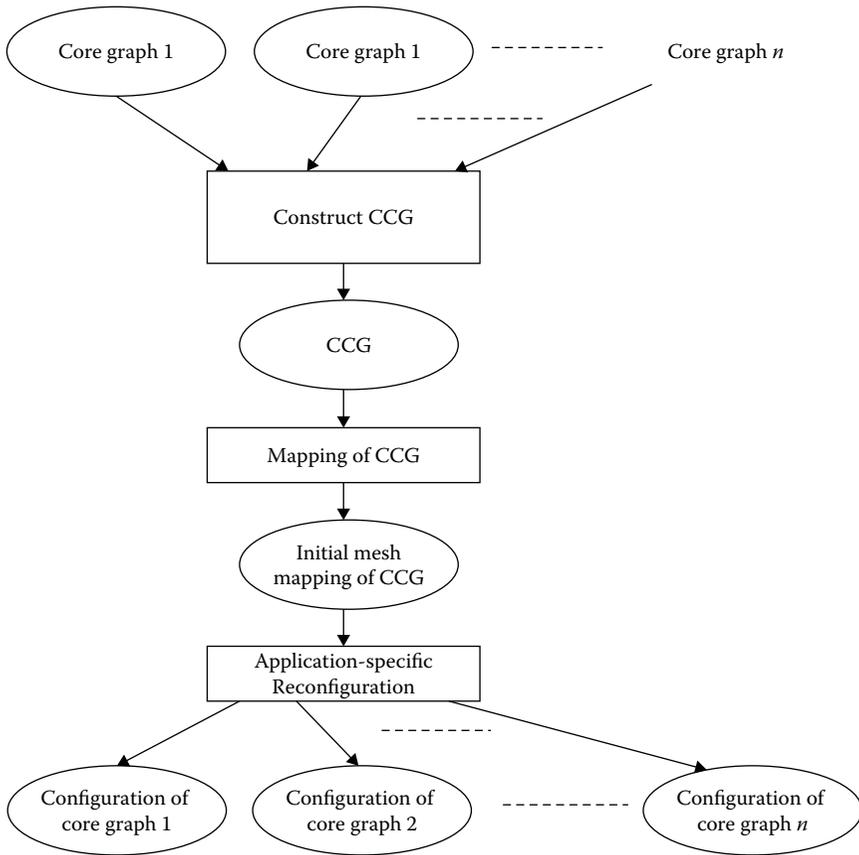 Core graph 1
Core graph 1
Core graph n
Construct CCG
CCG
Mapping of CCG
Initial mesh
mapping of CCG
Application-specific
Reconfiguration
Configuration of
core graph 1
Configuration of
core graph 2
Configuration of
core graph n